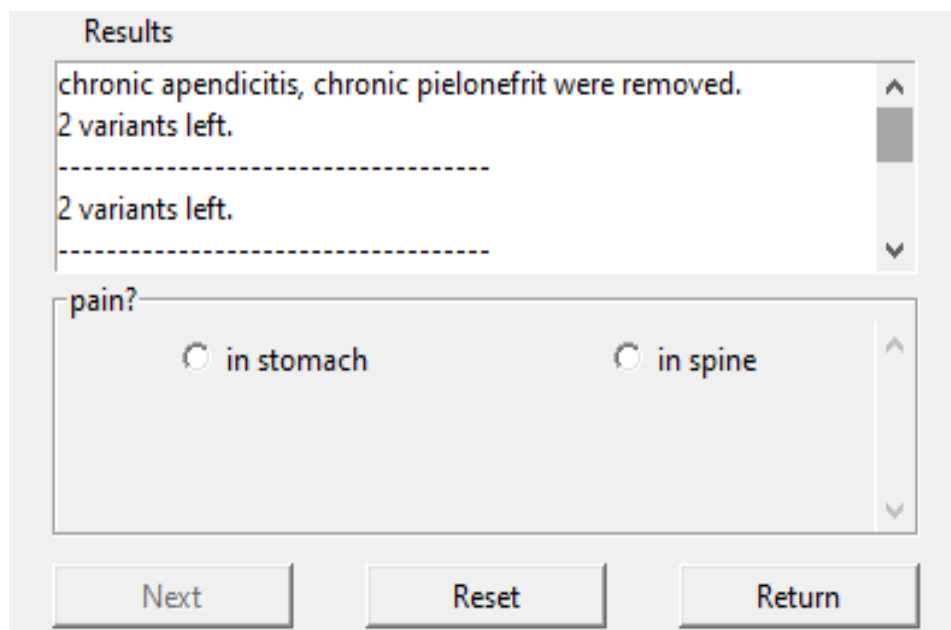 Results
chronic apendicitis, chronic pielonefrit were removed.
2 variants left.
------------------------------------
2 variants left.
------------------------------------
pain?
in stomach in spine
Next Reset Return